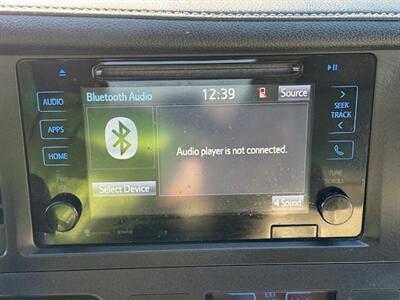 Bluetooth Audio
12:39
Source
AUDIO
APPS
HOME
SEEK
TRACK
Audio player is not connected.
Select Device
Sound
PWR
TUNE
SCROLL